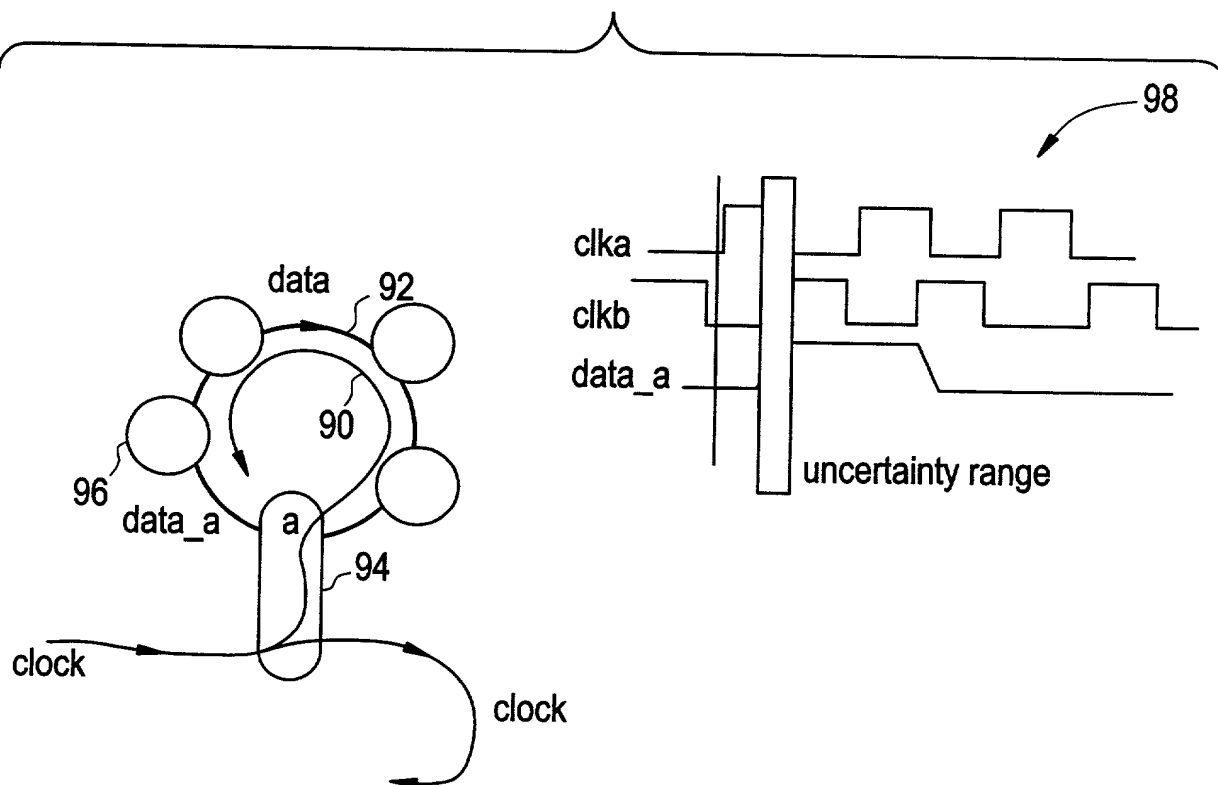 98
clka
clkb
data_a
uncertainty range
data
92
90
96
data_a
a
94
clock
clock